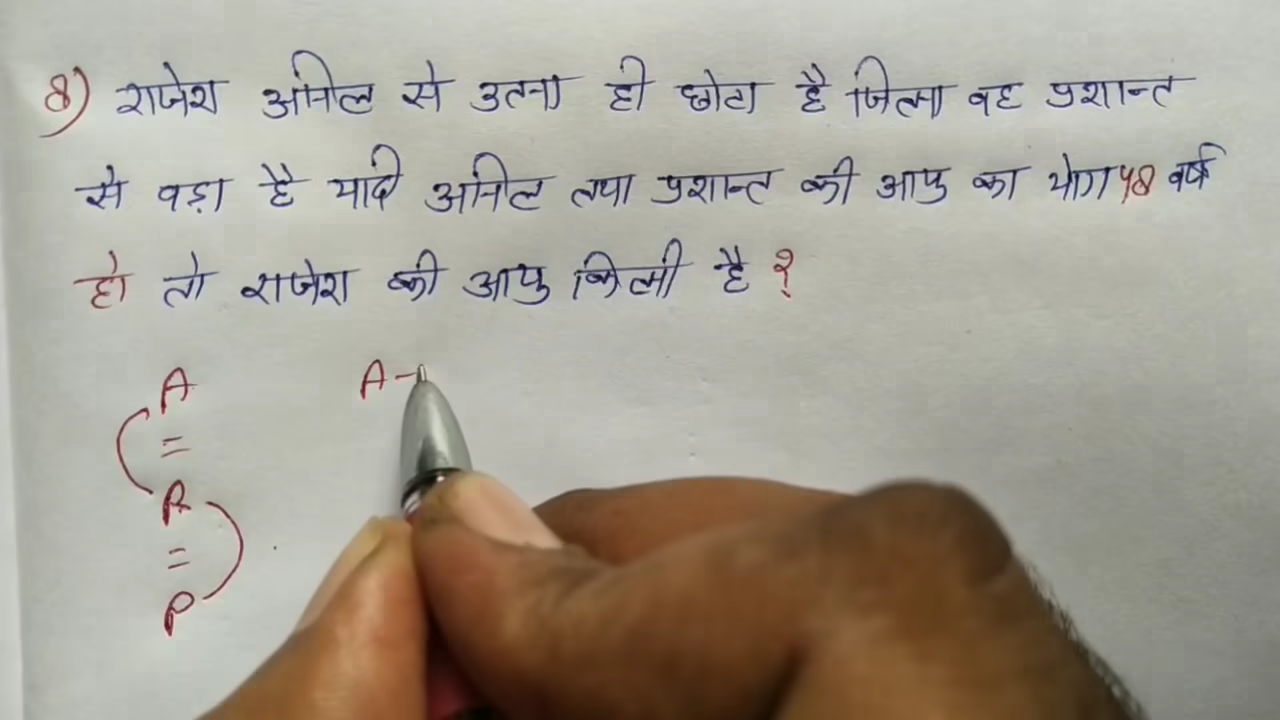 8) राजेश अनिल से उतना ही छोटा है जितना वह प्रशान्त
से बड़ा है यदि अनिल तथा प्रशान्त की आयु का योग 48 वर्ष
हो तो राजेश की आयु कितनी है ?
A A -
=
R
=
P